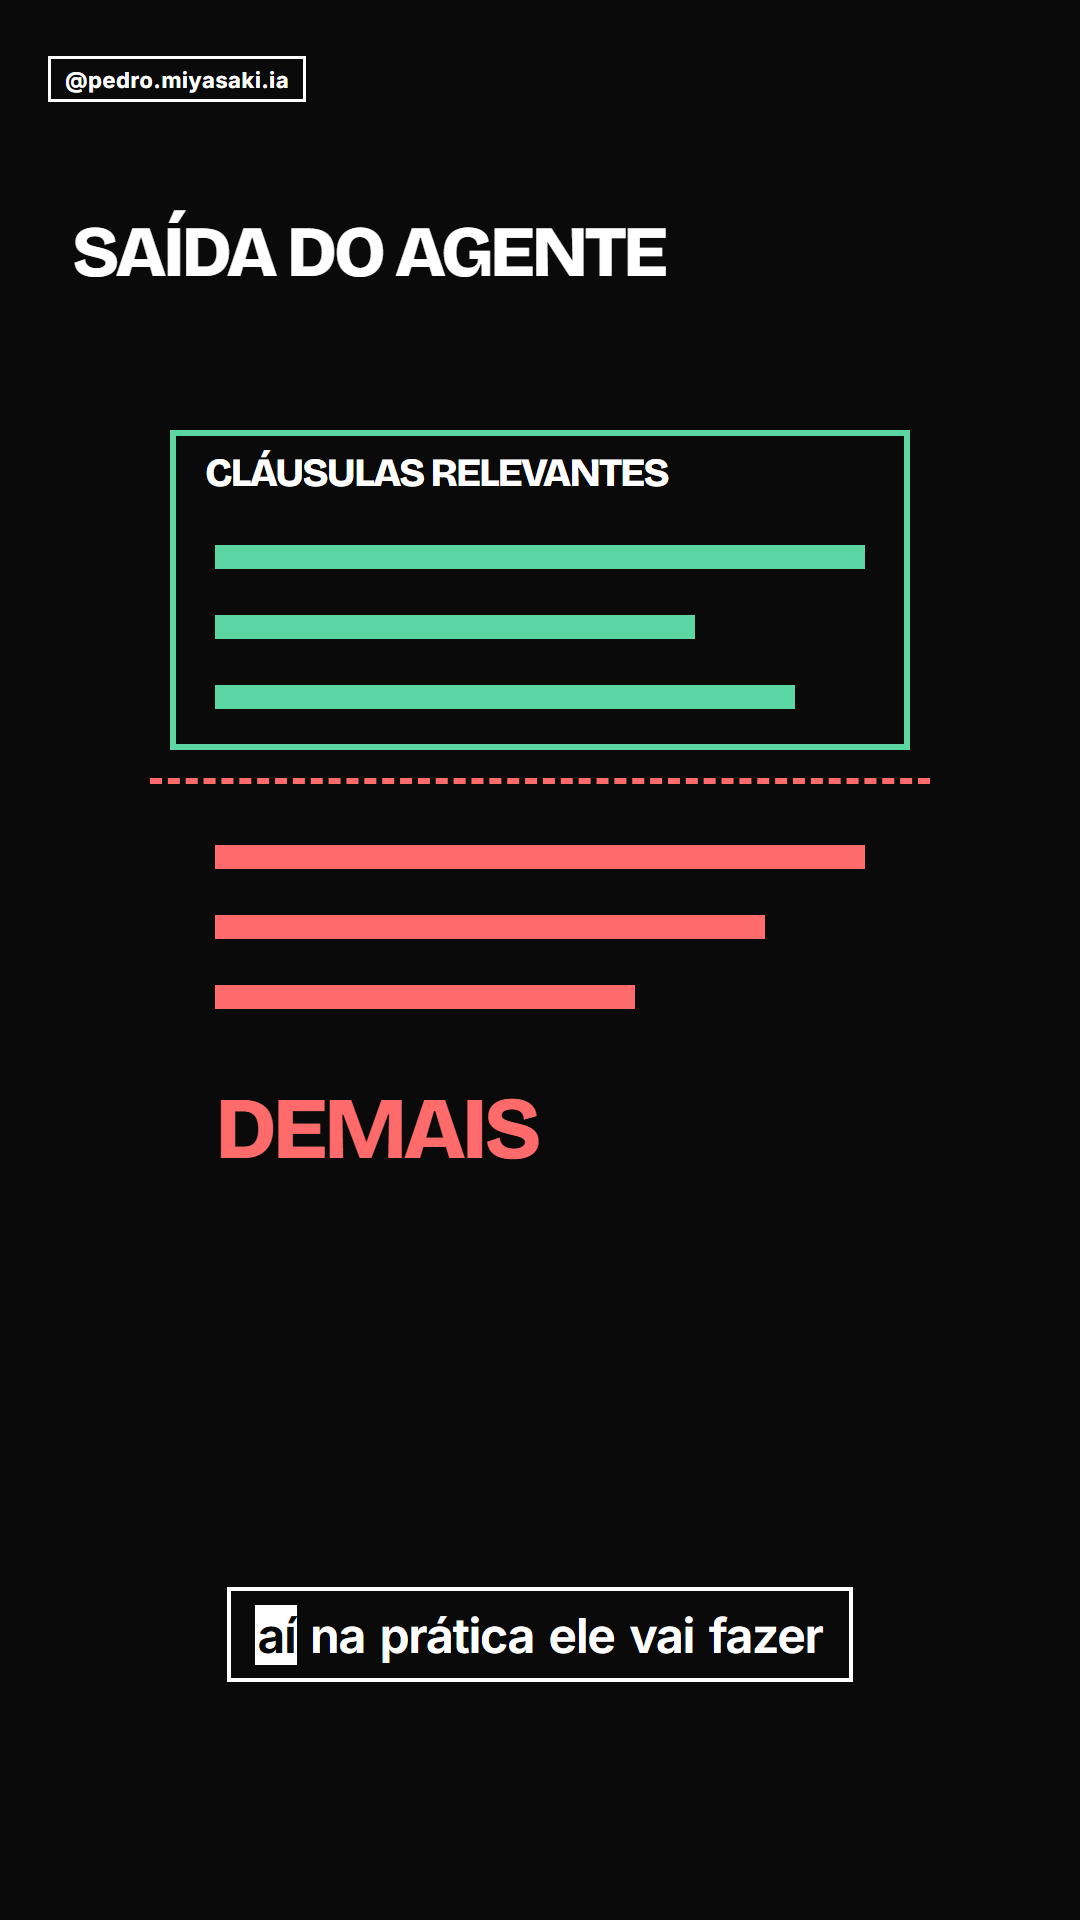 @pedro.miyasaki.ia
SAÍDA DO AGENTE
CLÁUSULAS RELEVANTES
DEMAIS
aí na prática ele vai fazer